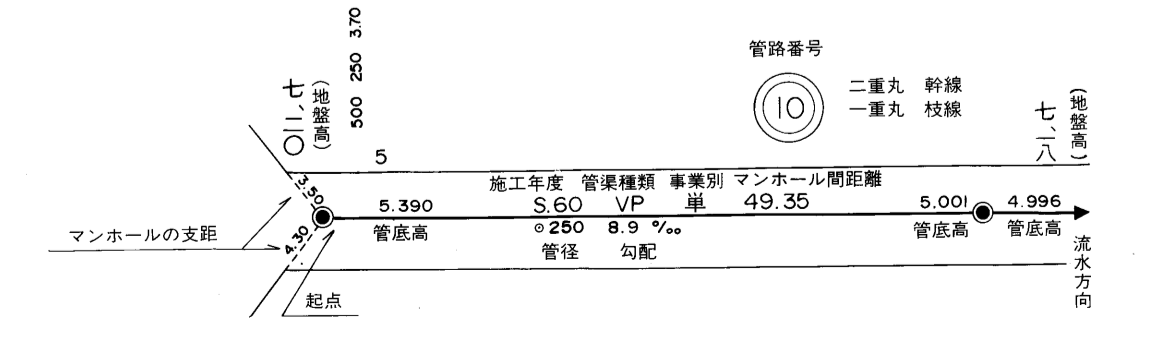 管路番号
10
二重丸 幹線
一重丸 枝線
500 250 3.70
(地盤高)
(地盤高)
七、一八
5
施工年度 管渠種類 事業別 マンホール間距離
3.50
5.390 S.60 VP 単 49.35 5.001 4.996
管底高 ⊙250 8.9 ‰ 管底高 管底高
4.30
マンホールの支距
管径 勾配
流水方向
起点